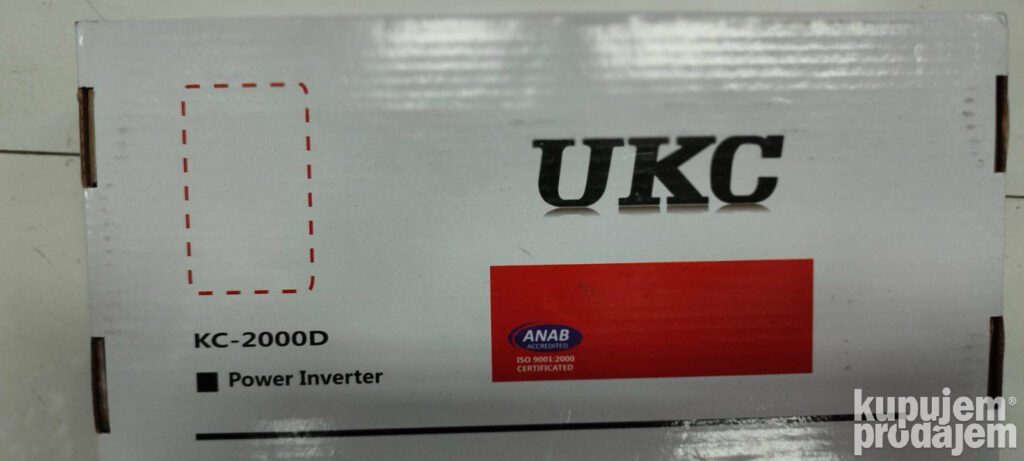 UKC
ANAB
ACCREDITED
ISO 9001:2000
CERTIFICATED
KC-2000D
Power Inverter
kupujem®
prodajem